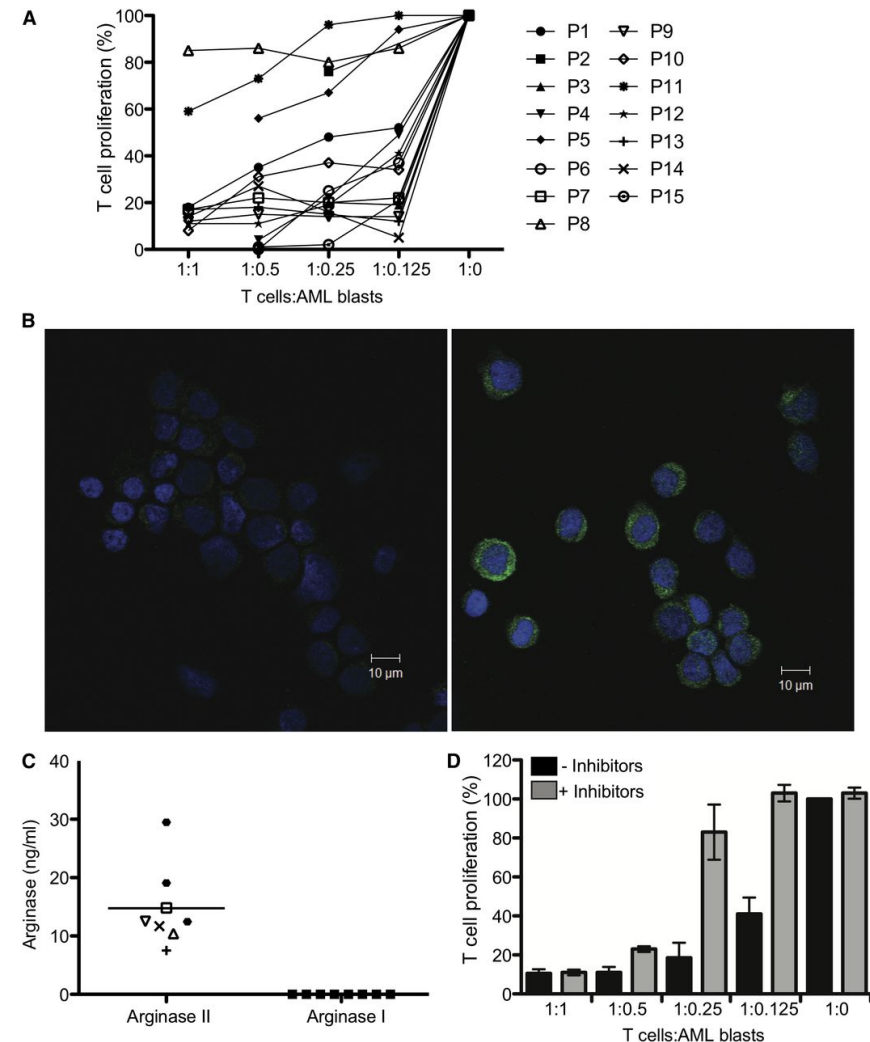 A
T cell proliferation (%)
100
80
60
40
20
0
1:1 1:0.5 1:0.25 1:0.125 1:0
T cells:AML blasts
P1 P9
P2 P10
P3 P11
P4 P12
P5 P13
P6 P14
P7 P15
P8
B
10 µm
10 µm
C
Arginase (ng/ml)
40
30
20
10
0
Arginase II Arginase I
D
T cell proliferation (%)
120
100
80
60
40
20
0
- Inhibitors
+ Inhibitors
1:1 1:0.5 1:0.25 1:0.125 1:0
T cells:AML blasts